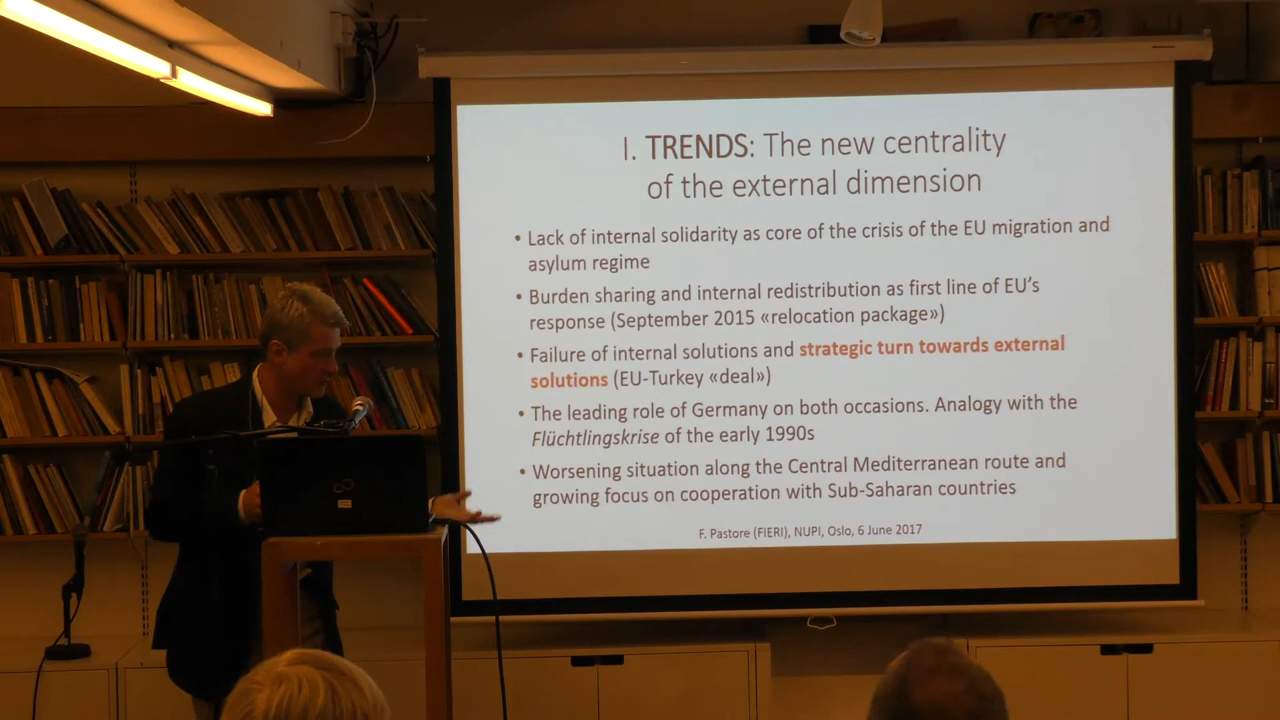 I. TRENDS: The new centrality
of the external dimension
• Lack of internal solidarity as core of the crisis of the EU migration and
asylum regime
• Burden sharing and internal redistribution as first line of EU's
response (September 2015 «relocation package»)
• Failure of internal solutions and strategic turn towards external
solutions (EU-Turkey «deal»)
• The leading role of Germany on both occasions. Analogy with the
Flüchtlingskrise of the early 1990s
• Worsening situation along the Central Mediterranean route and
growing focus on cooperation with Sub-Saharan countries
F. Pastore (FIERI), NUPI, Oslo, 6 June 2017